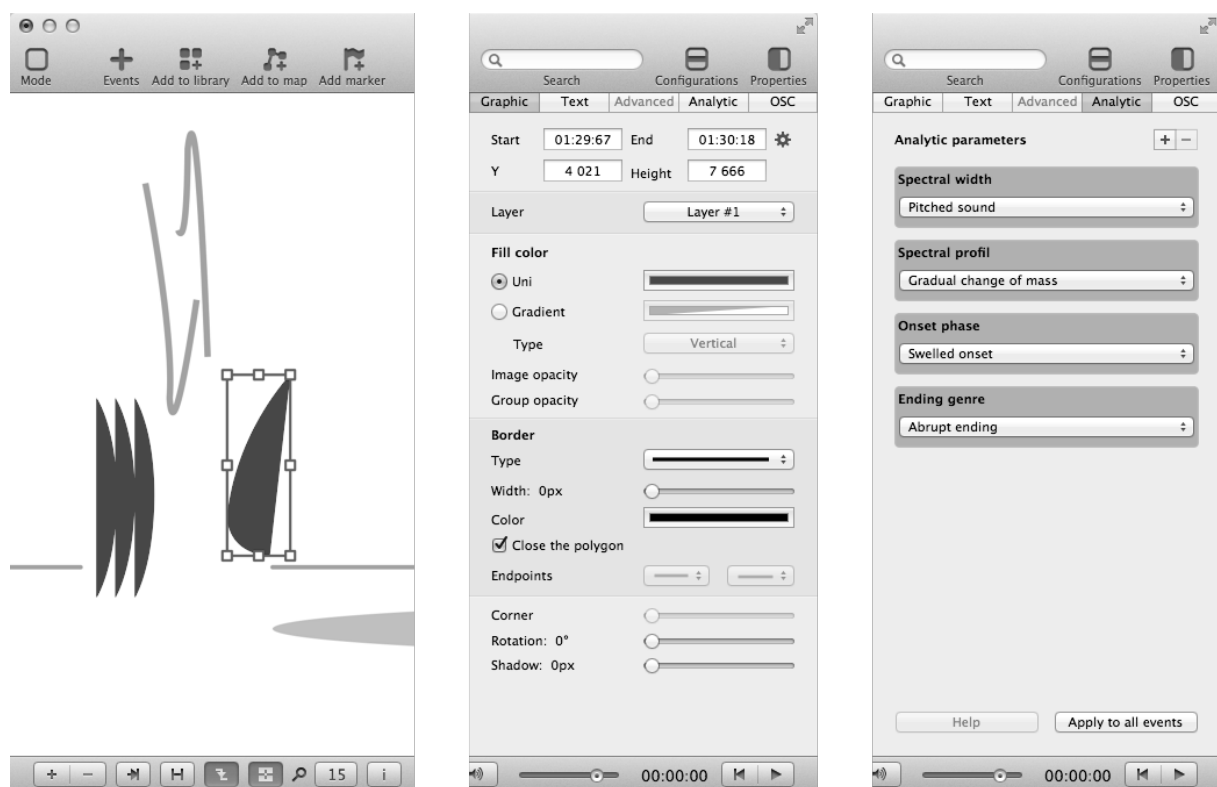 Mode Events Add to library Add to map Add marker
15 i
Search Configurations Properties
Graphic Text Advanced Analytic OSC
Start 01:29:67 End 01:30:18
Y 4 021 Height 7 666
Layer Layer #1
Fill color
Uni
Gradient
Type Vertical
Image opacity
Group opacity
Border
Type
Width: 0px
Color
Close the polygon
Endpoints
Corner
Rotation: 0°
Shadow: 0px
00:00:00
Search Configurations Properties
Graphic Text Advanced Analytic OSC
Analytic parameters
Spectral width
Pitched sound
Spectral profil
Gradual change of mass
Onset phase
Swelled onset
Ending genre
Abrupt ending
Help Apply to all events
00:00:00